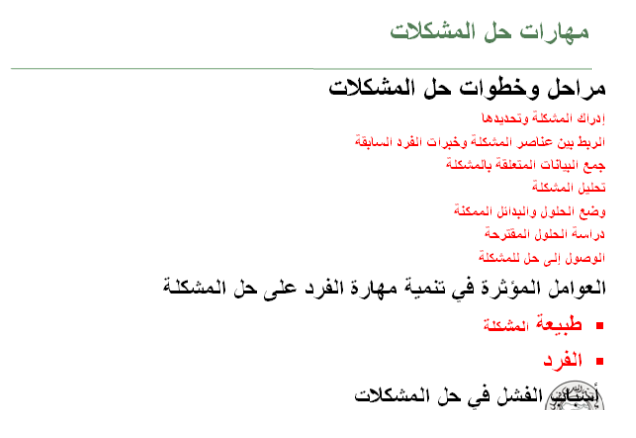 مهارات حل المشكلات
مراحل وخطوات حل المشكلات
إدراك المشكلة وتحديدها
الربط بين عناصر المشكلة وخبرات الفرد السابقة
جمع البيانات المتعلقة بالمشكلة
تحليل المشكلة
وضع الحلول والبدائل الممكنة
دراسة الحلول المقترحة
الوصول إلى حل للمشكلة
العوامل المؤثرة في تنمية مهارة الفرد على حل المشكلة
▪ طبيعة المشكلة
▪ الفرد
أسباب الفشل في حل المشكلات